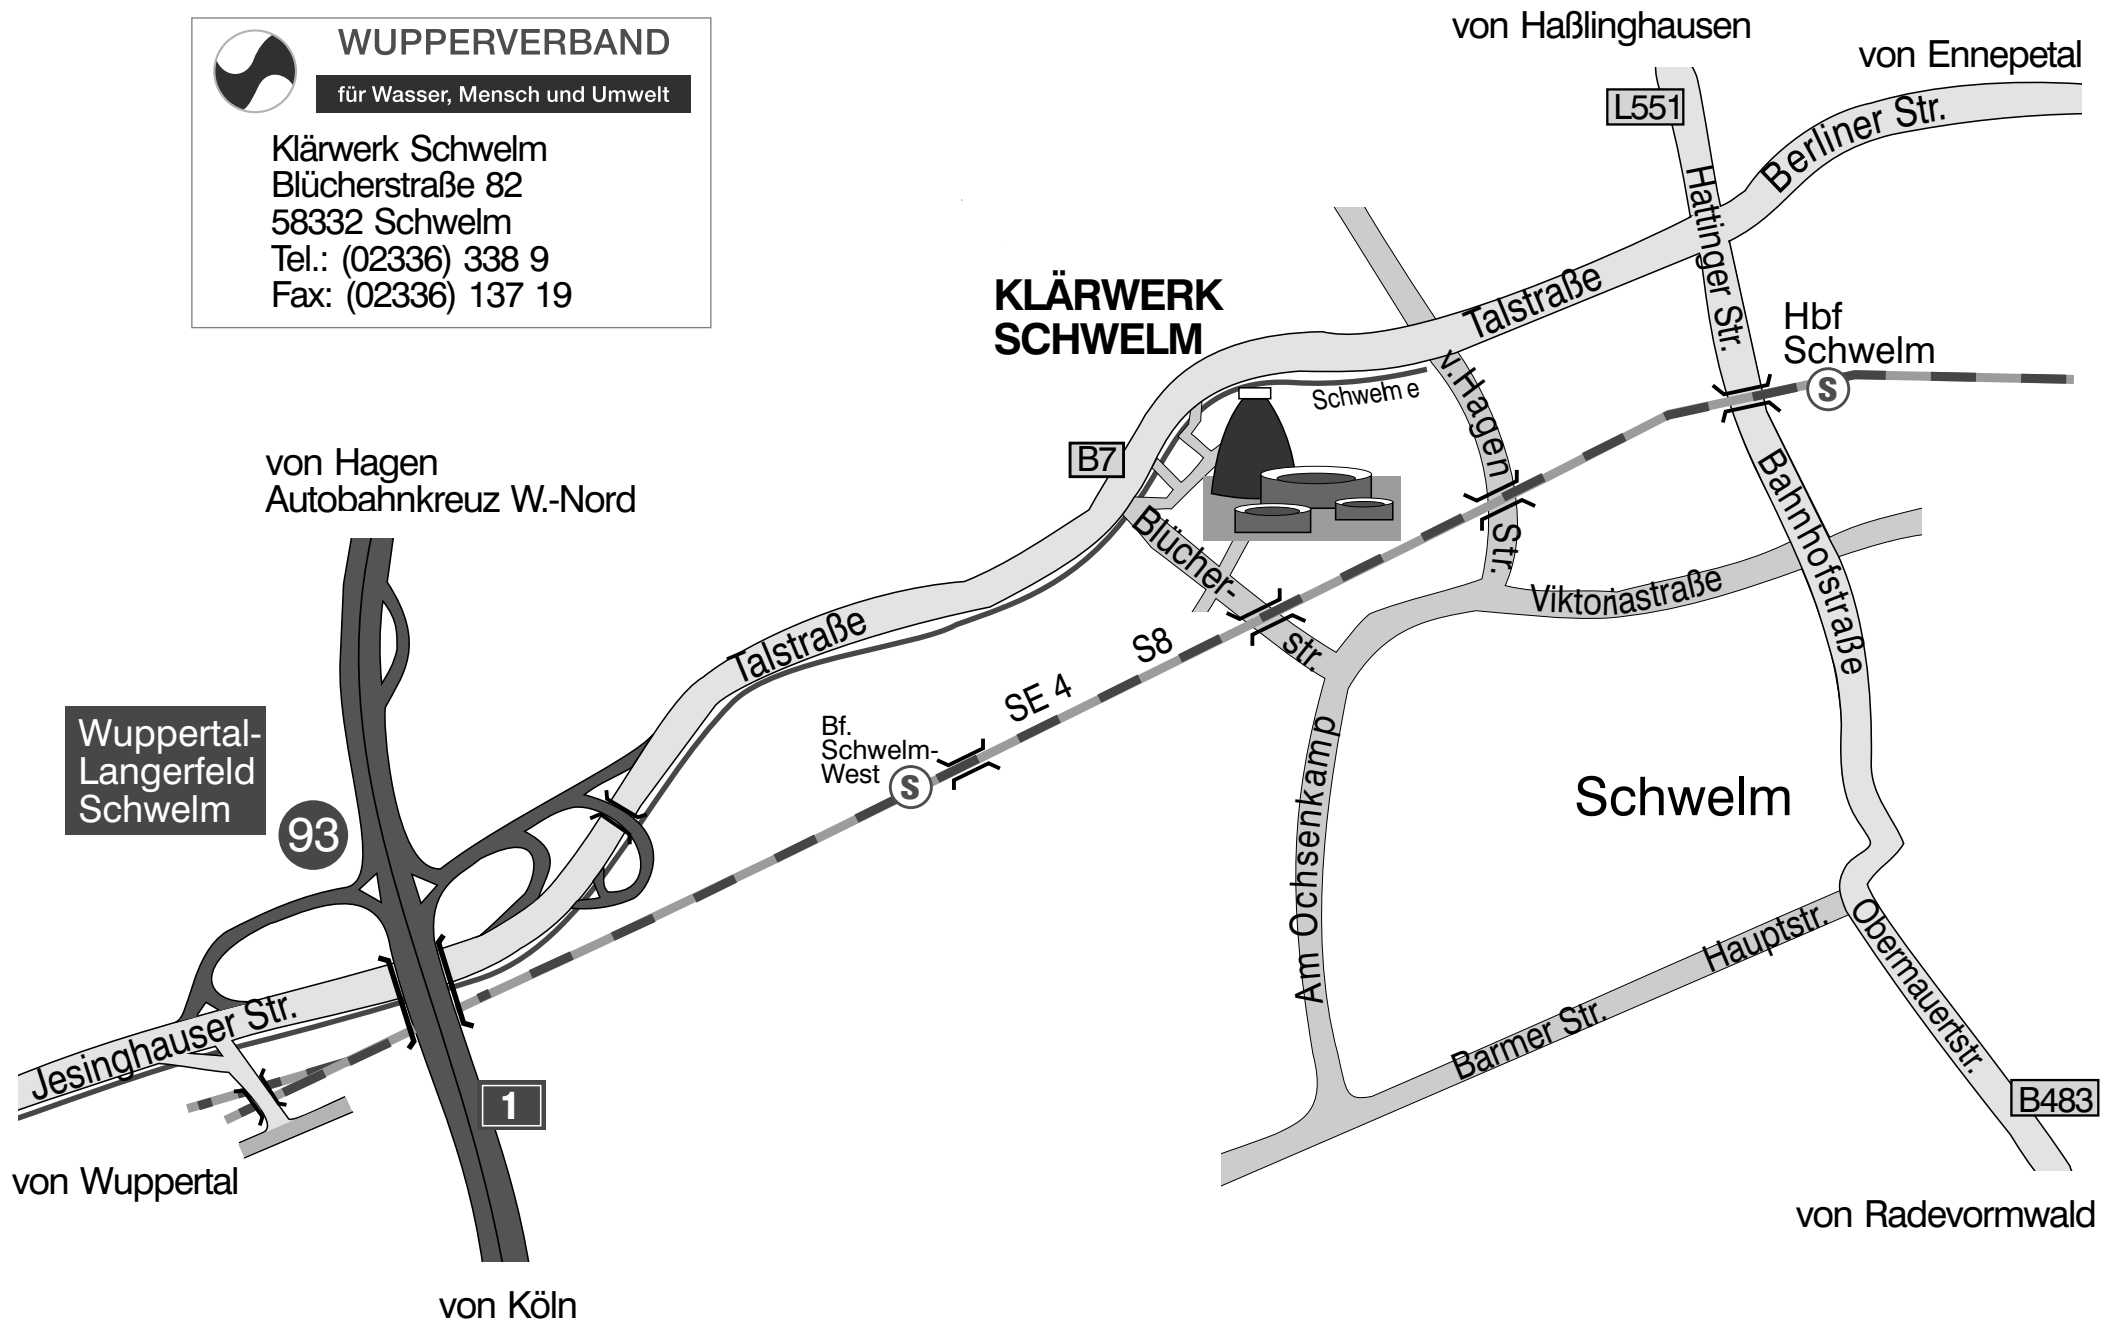 WUPPERVERBAND
für Wasser, Mensch und Umwelt
Klärwerk Schwelm
Blücherstraße 82
58332 Schwelm
Tel.: (02336) 338 9
Fax: (02336) 137 19
von Haßlinghausen
von Ennepetal
L551
Berliner Str.
Hattinger Str.
KLÄRWERK
SCHWELM
Talstraße
Hbf
Schwelm
S
v.Hagen
Str.
Schwelm e
B7
von Hagen
Autobahnkreuz W.-Nord
Blücher-
str.
Bahnhofstraße
Viktoriastraße
Talstraße
S8
SE 4
Bf.
Schwelm-
West
S
Wuppertal-
Langerfeld
Schwelm
93
Am Ochsenkamp
Schwelm
Hauptstr.
Barmer Str.
Obermauertstr.
Jesinghauser Str.
1
B483
von Wuppertal
von Radevormwald
von Köln